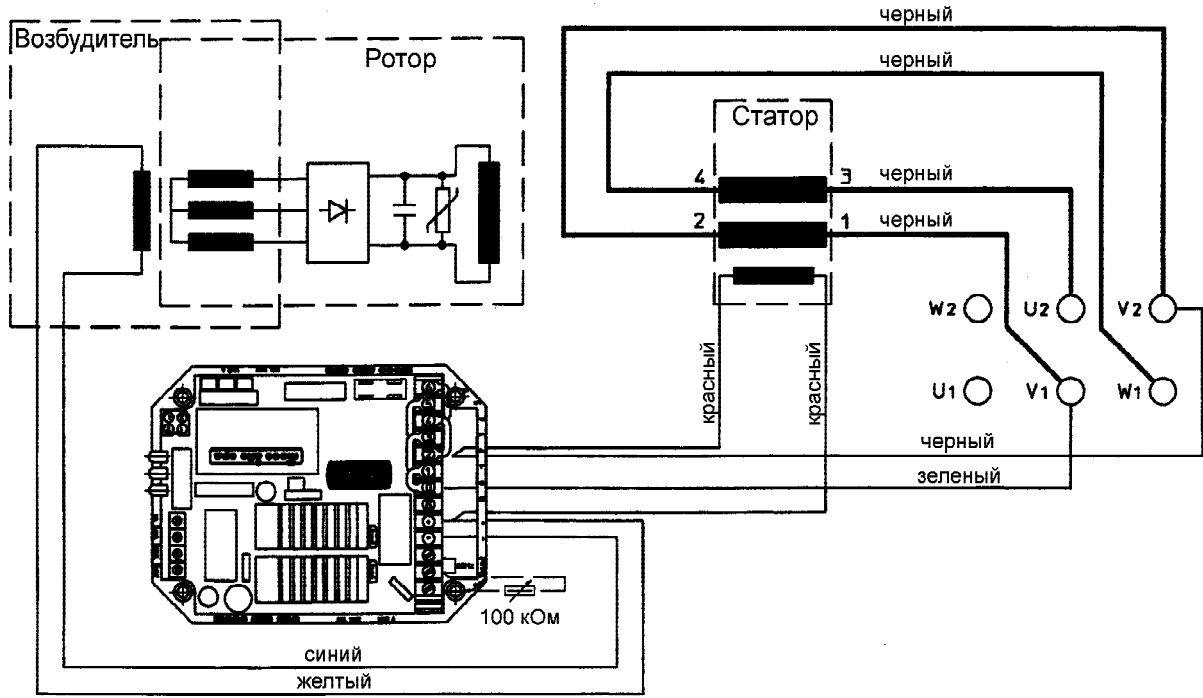 черный
Возбудитель
Ротор
черный
Статор
4
3
черный
2
1
черный
W2
U2
V2
красный
красный
U1
V1
W1
черный
зеленый
100 кОм
синий
желтый